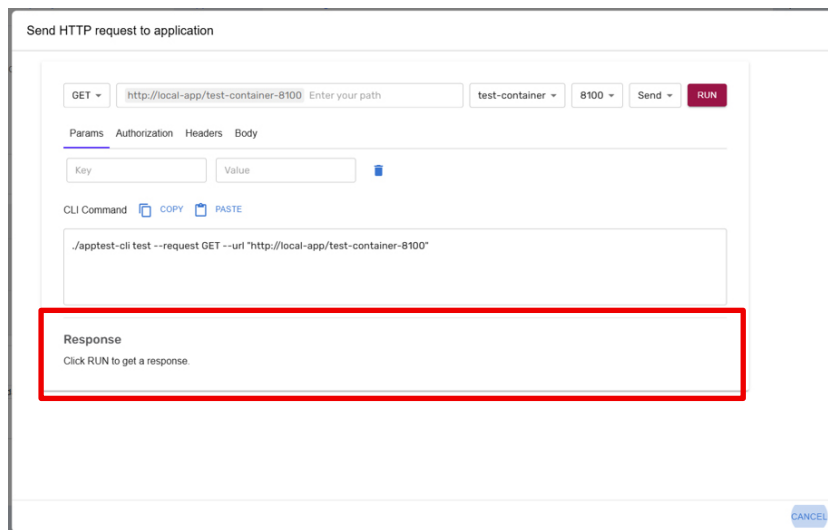 Send HTTP request to application
GET http://local-app/test-container-8100 Enter your path test-container 8100 Send RUN
Params Authorization Headers Body
Key Value
CLI Command COPY PASTE
./apptest-cli test --request GET --url "http://local-app/test-container-8100"
Response
Click RUN to get a response.
CANCEL